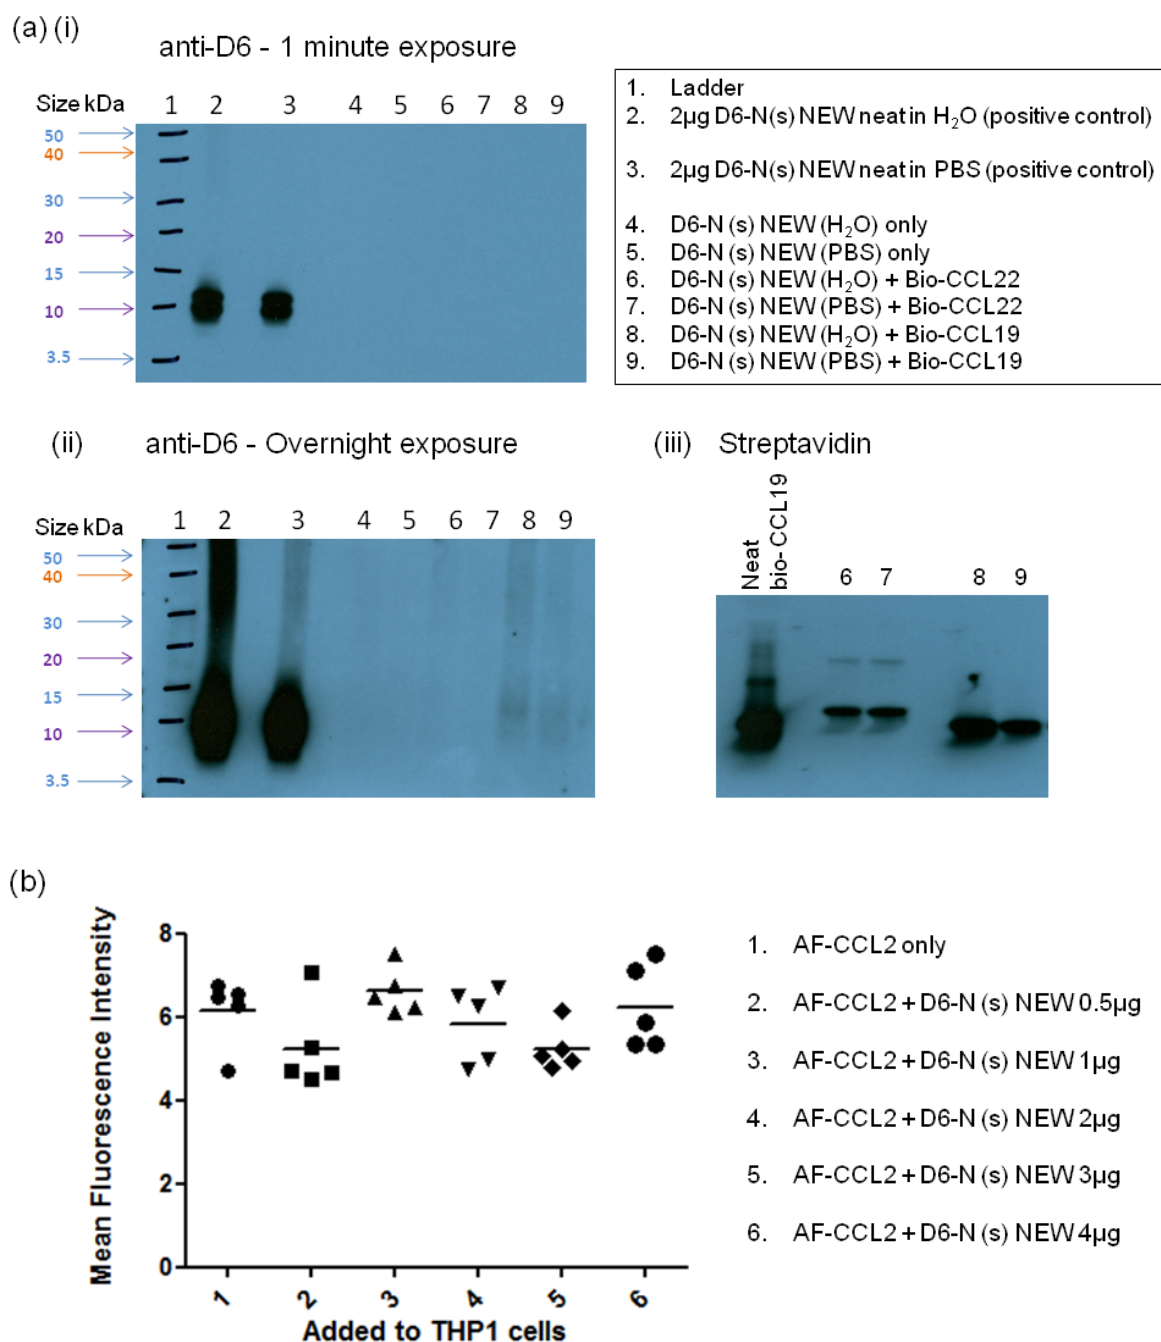 (a) (i)
anti-D6 - 1 minute exposure
Size kDa 1 2 3 4 5 6 7 8 9
50
40
30
20
15
10
3.5
1. Ladder
2. 2µg D6-N(s) NEW neat in H₂O (positive control)
3. 2µg D6-N(s) NEW neat in PBS (positive control)
4. D6-N (s) NEW (H₂O) only
5. D6-N (s) NEW (PBS) only
6. D6-N (s) NEW (H₂O) + Bio-CCL22
7. D6-N (s) NEW (PBS) + Bio-CCL22
8. D6-N (s) NEW (H₂O) + Bio-CCL19
9. D6-N (s) NEW (PBS) + Bio-CCL19
(ii) anti-D6 - Overnight exposure
Size kDa 1 2 3 4 5 6 7 8 9
50
40
30
20
15
10
3.5
(iii) Streptavidin
Neat
bio-CCL19
6 7 8 9
(b)
Mean Fluorescence Intensity
8
6
4
2
0
1 2 3 4 5 6
Added to THP1 cells
1. AF-CCL2 only
2. AF-CCL2 + D6-N (s) NEW 0.5µg
3. AF-CCL2 + D6-N (s) NEW 1µg
4. AF-CCL2 + D6-N (s) NEW 2µg
5. AF-CCL2 + D6-N (s) NEW 3µg
6. AF-CCL2 + D6-N (s) NEW 4µg